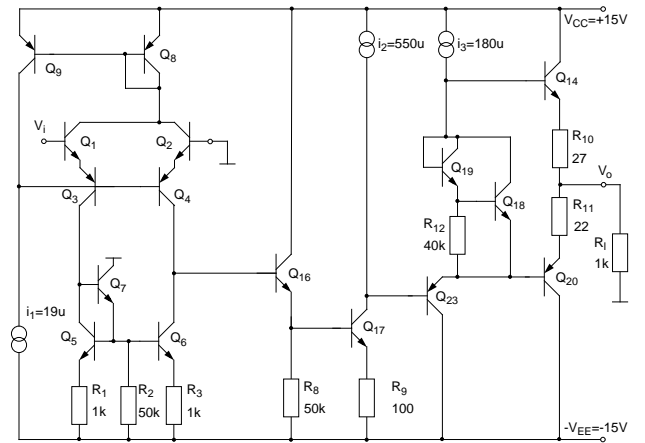 VCC=+15V
i2=550u
i3=180u
Q9
Q8
Q14
Vi
Q1
Q2
R10
27
Q19
Vo
Q3
Q4
Q18
R11
22
R12
40k
Rl
1k
Q7
Q16
Q20
Q23
i1=19u
Q5
Q6
Q17
R1
1k
R2
50k
R3
1k
R8
50k
R9
100
-VEE=-15V